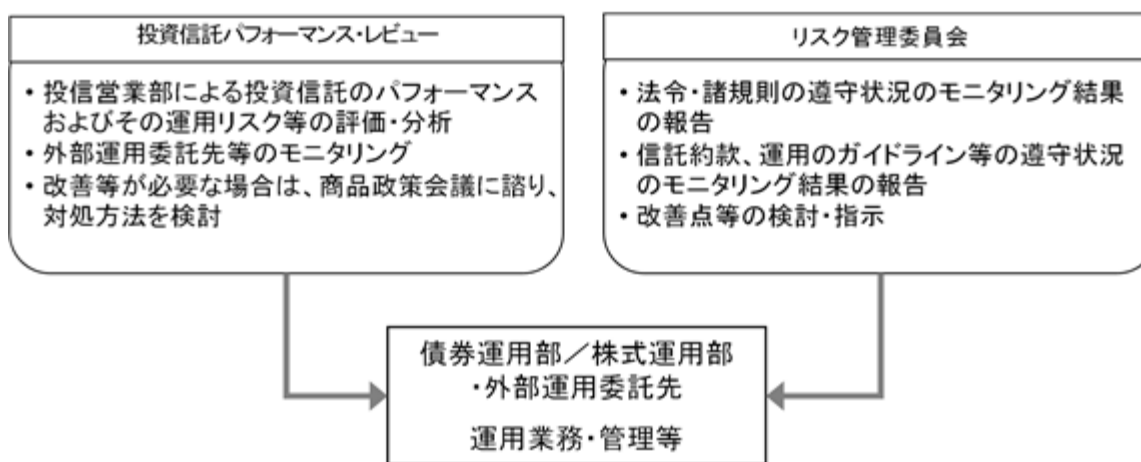 投資信託パフォーマンス・レビュー
・投信営業部による投資信託のパフォーマンス
およびその運用リスク等の評価・分析
・外部運用委託先等のモニタリング
・改善等が必要な場合は、商品政策会議に諮り、
対処方法を検討
リスク管理委員会
・法令・諸規則の遵守状況のモニタリング結果
の報告
・信託約款、運用のガイドライン等の遵守状況
のモニタリング結果の報告
・改善点等の検討・指示
債券運用部／株式運用部
・外部運用委託先
運用業務・管理等